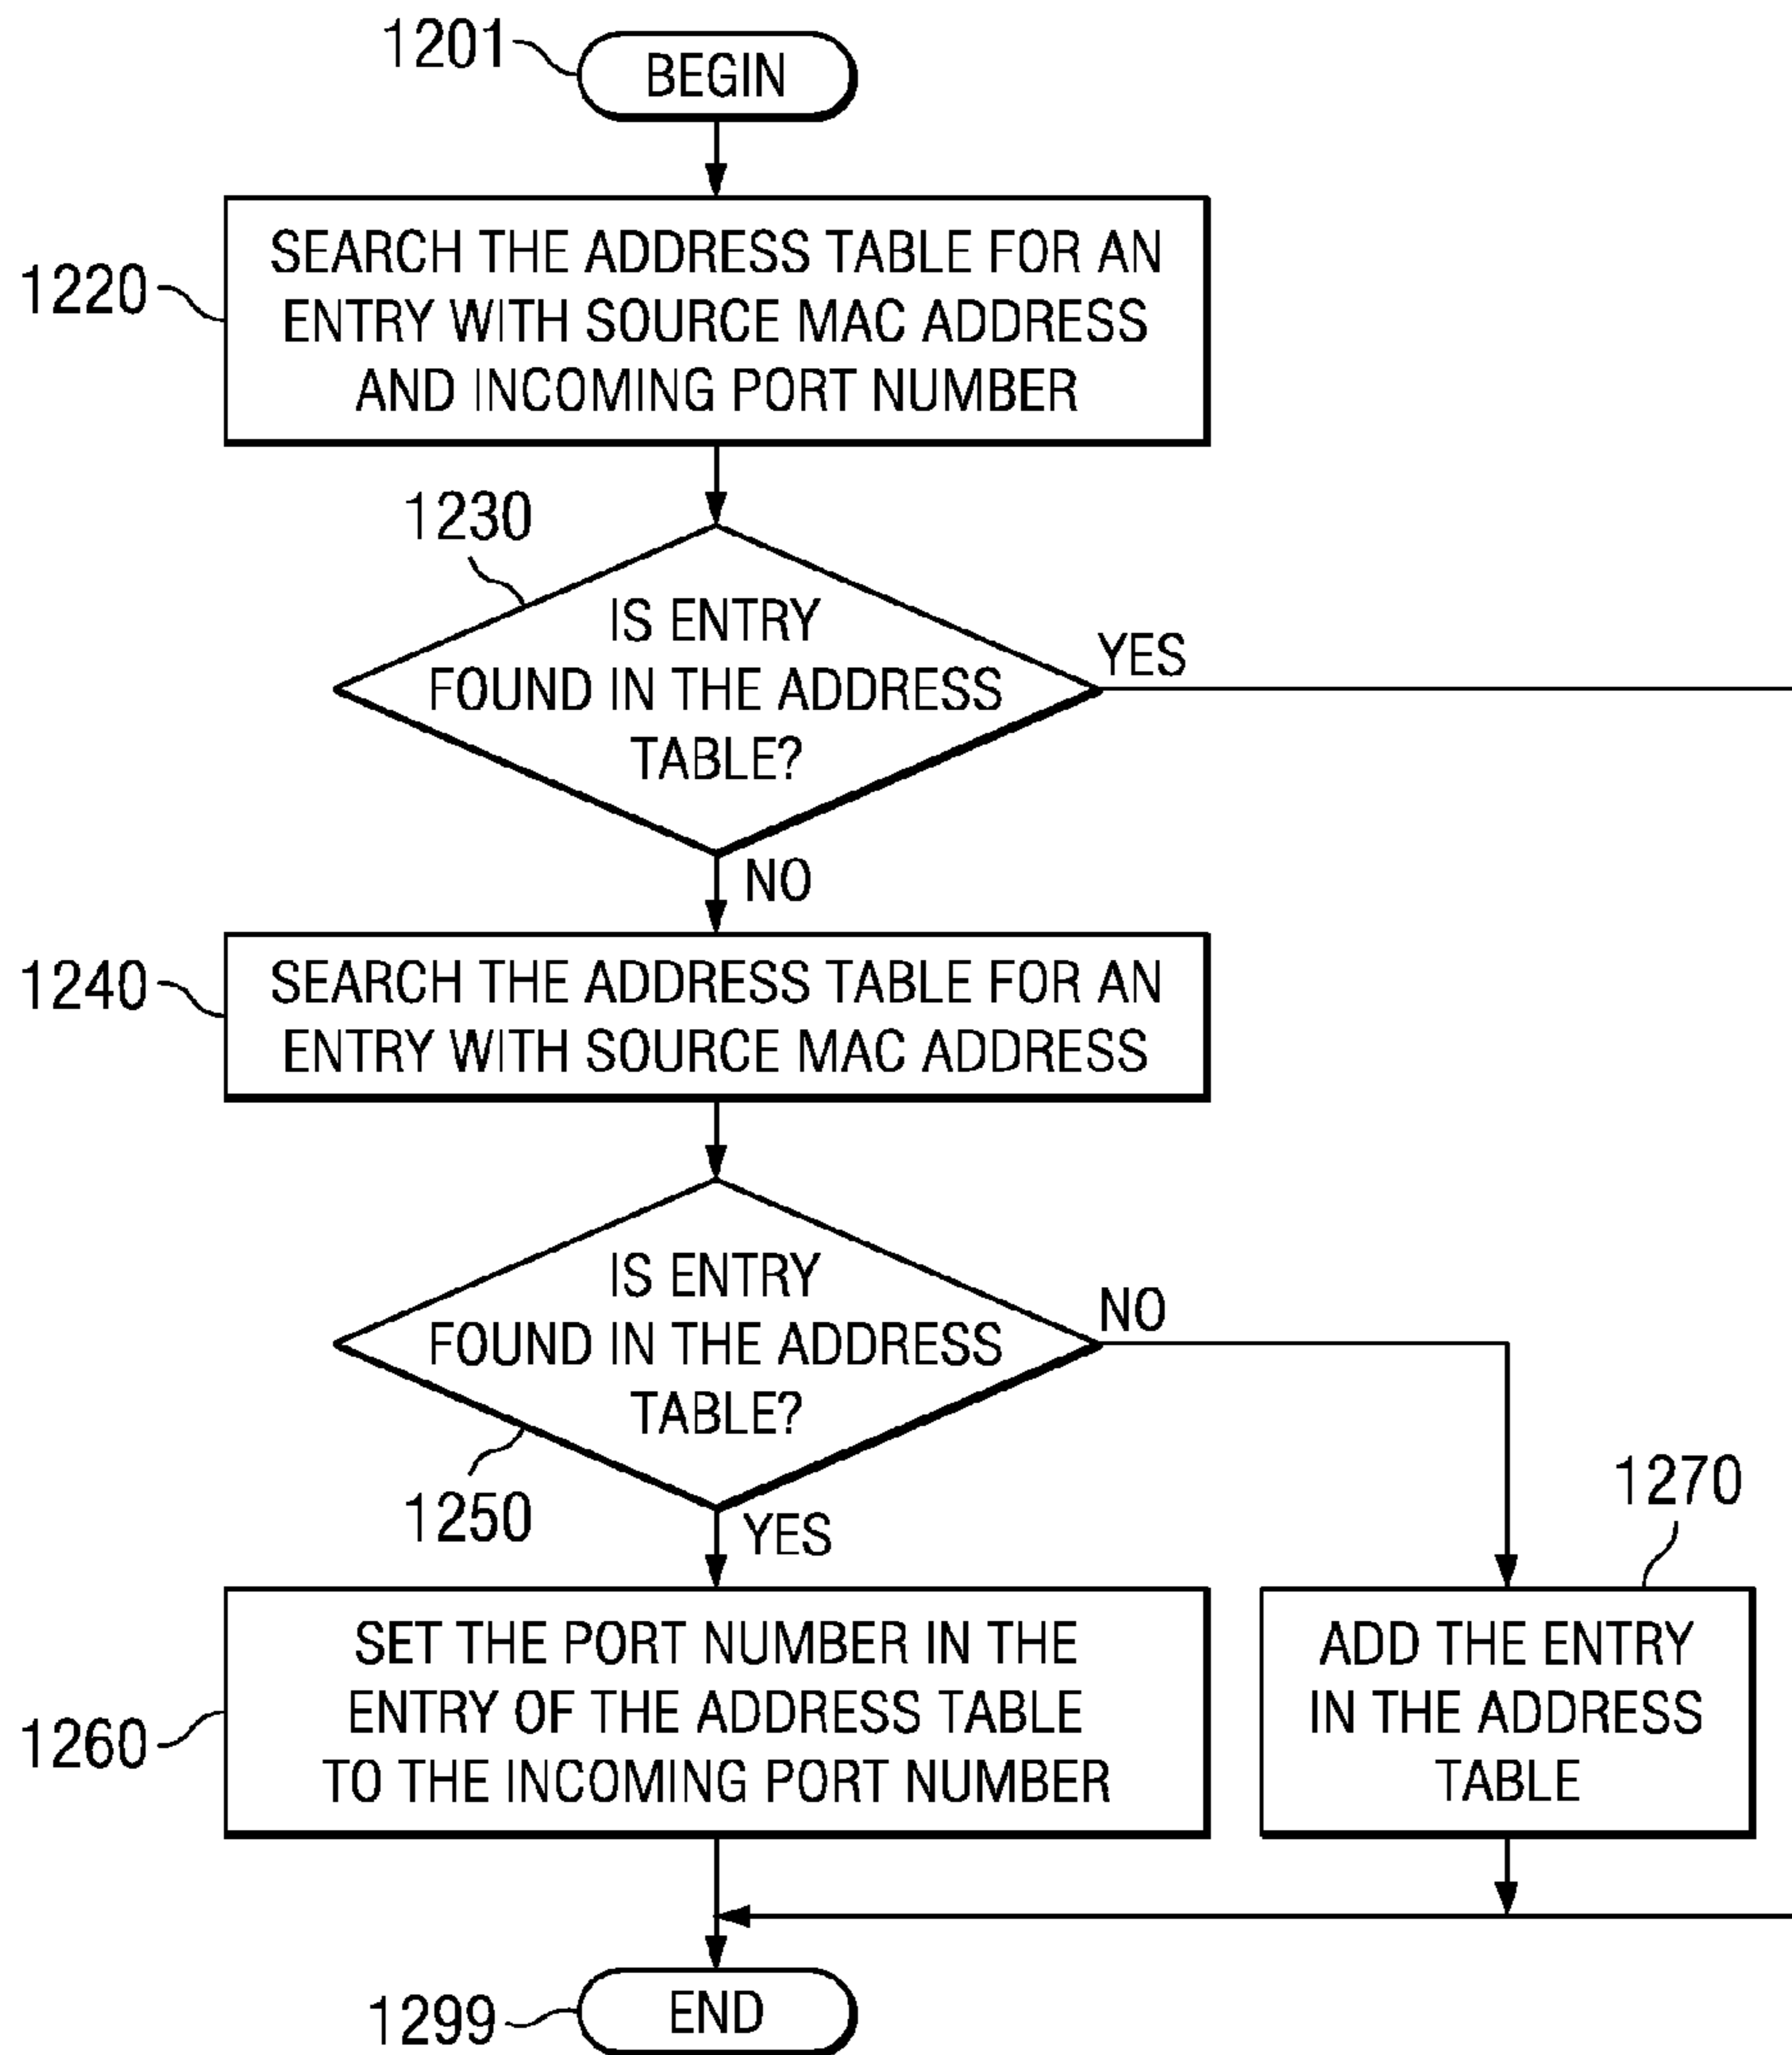 1201
BEGIN
1220
SEARCH THE ADDRESS TABLE FOR AN
ENTRY WITH SOURCE MAC ADDRESS
AND INCOMING PORT NUMBER
1230
IS ENTRY
FOUND IN THE ADDRESS
TABLE?
YES
NO
1240
SEARCH THE ADDRESS TABLE FOR AN
ENTRY WITH SOURCE MAC ADDRESS
IS ENTRY
FOUND IN THE ADDRESS
TABLE?
NO
1250
YES
1270
1260
SET THE PORT NUMBER IN THE
ENTRY OF THE ADDRESS TABLE
TO THE INCOMING PORT NUMBER
ADD THE ENTRY
IN THE ADDRESS
TABLE
1299
END